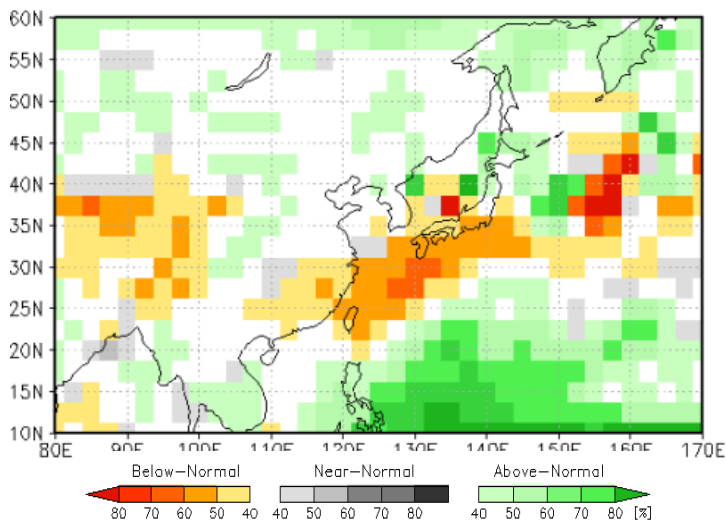 60N
55N
50N
45N
40N
35N
30N
25N
20N
15N
10N
80E 90E 100E 110E 120E 130E 140E 150E 160E 170E
Below-Normal Near-Normal Above-Normal
80 70 60 50 40 40 50 60 70 80 40 50 60 70 80 [%]